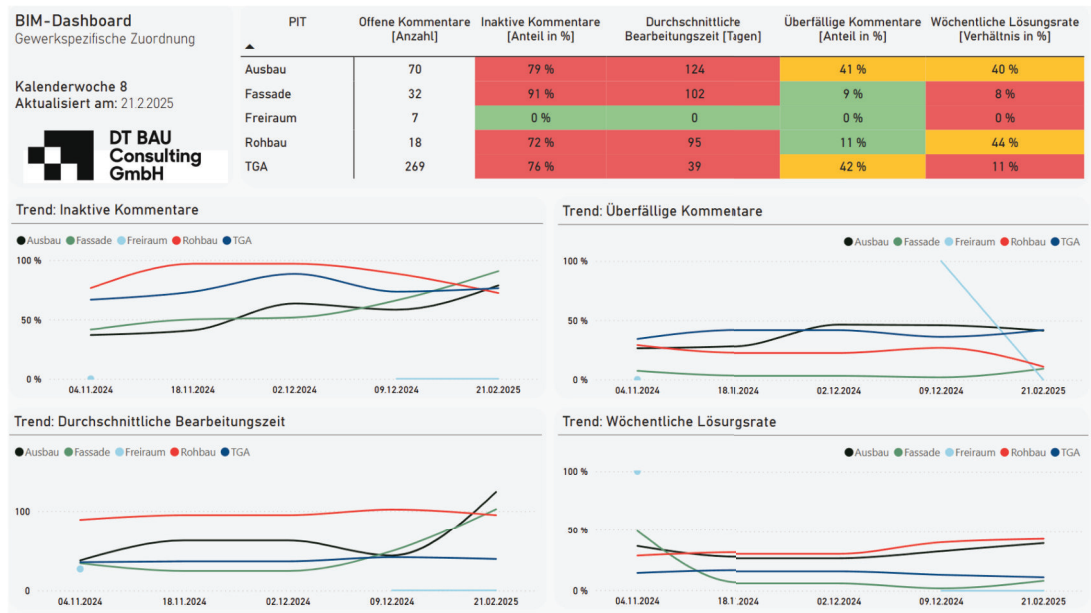 BIM-Dashboard
Gewerkspezifische Zuordnung
Kalenderwoche 8
Aktualisiert am: 21.2.2025
DT BAU
Consulting
GmbH
PIT Offene Kommentare Inaktive Kommentare Durchschnittliche Überfällige Kommentare Wöchentliche Lösungsrate
[Anzahl] [Anteil in %] Bearbeitungszeit [Tagen] [Anteil in %] [Verhältnis in %]
Ausbau 70 79 % 124 41 % 40 %
Fassade 32 91 % 102 9 % 8 %
Freiraum 7 0 % 0 0 % 0 %
Rohbau 18 72 % 95 11 % 44 %
TGA 269 76 % 39 42 % 11 %
Trend: Inaktive Kommentare
Ausbau Fassade Freiraum Rohbau TGA
100 %
50 %
0 %
04.11.2024 18.11.2024 02.12.2024 09.12.2024 21.02.2025
Trend: Überfällige Kommentare
Ausbau Fassade Freiraum Rohbau TGA
100 %
50 %
0 %
04.11.2024 18.11.2024 02.12.2024 09.12.2024 21.02.2025
Trend: Durchschnittliche Bearbeitungszeit
Ausbau Fassade Freiraum Rohbau TGA
100
0
04.11.2024 18.11.2024 02.12.2024 09.12.2024 21.02.2025
Trend: Wöchentliche Lösurgsrate
Ausbau Fassade Freiraum Rohbau TGA
100 %
50 %
0 %
04.11.2024 18.1.2024 02.12.2024 09.12.2024 21.02.2025